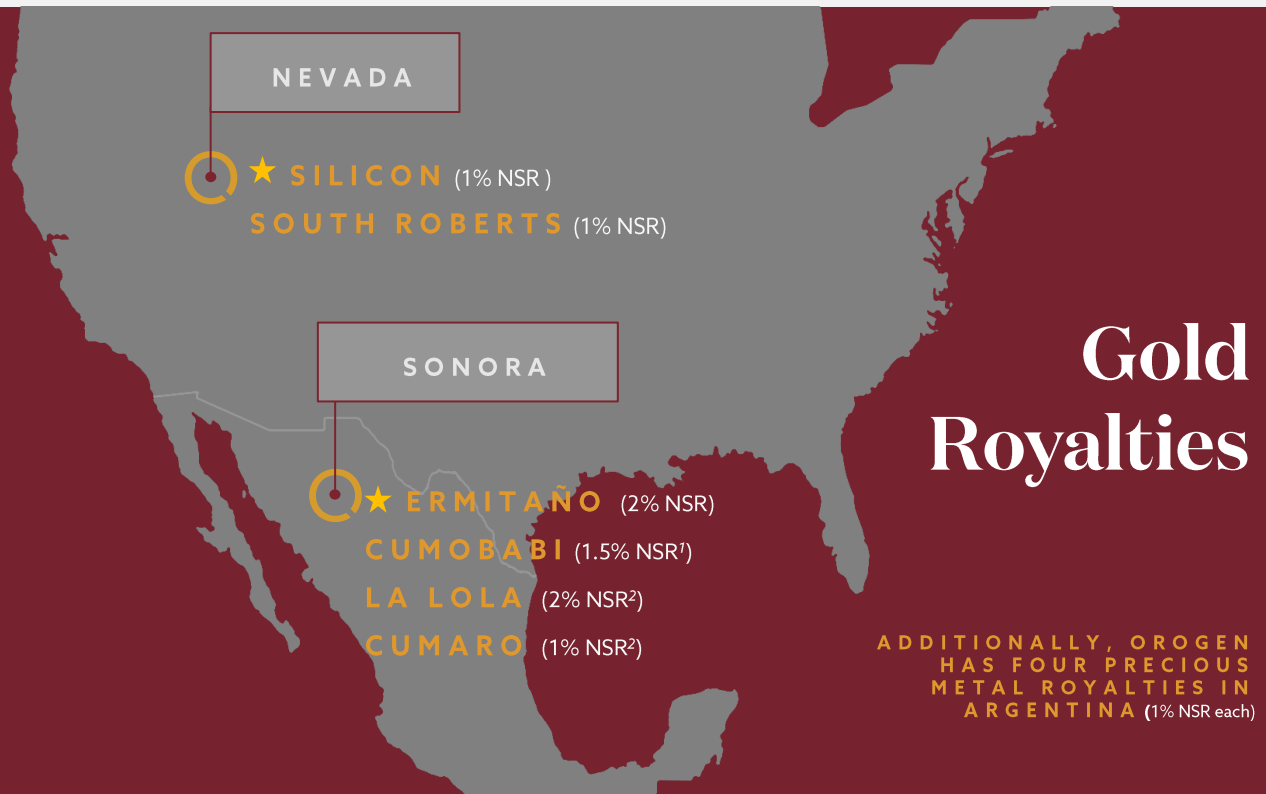 NEVADA
SILICON (1% NSR )
SOUTH ROBERTS (1% NSR)
SONORA
ERMITAÑO (2% NSR)
CUMOBABI (1.5% NSR¹)
LA LOLA (2% NSR²)
CUMARO (1% NSR²)
Gold
Royalties
ADDITIONALLY, OROGEN
HAS FOUR PRECIOUS
METAL ROYALTIES IN
ARGENTINA (1% NSR each)